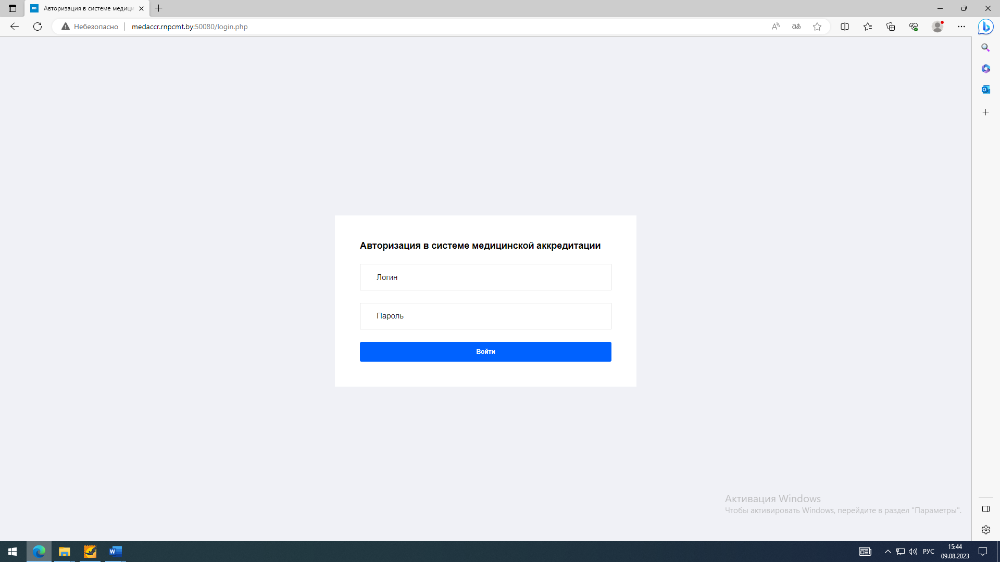 BD
Авторизация в системе медици
Небезопасно
medaccr.rnpcmt.by:50080/login.php
Авторизация в системе медицинской аккредитации
Логин
Пароль
Войти
Активация Windows
Чтобы активировать Windows, перейдите в раздел "Параметры".
РУС
15:44
09.08.2023